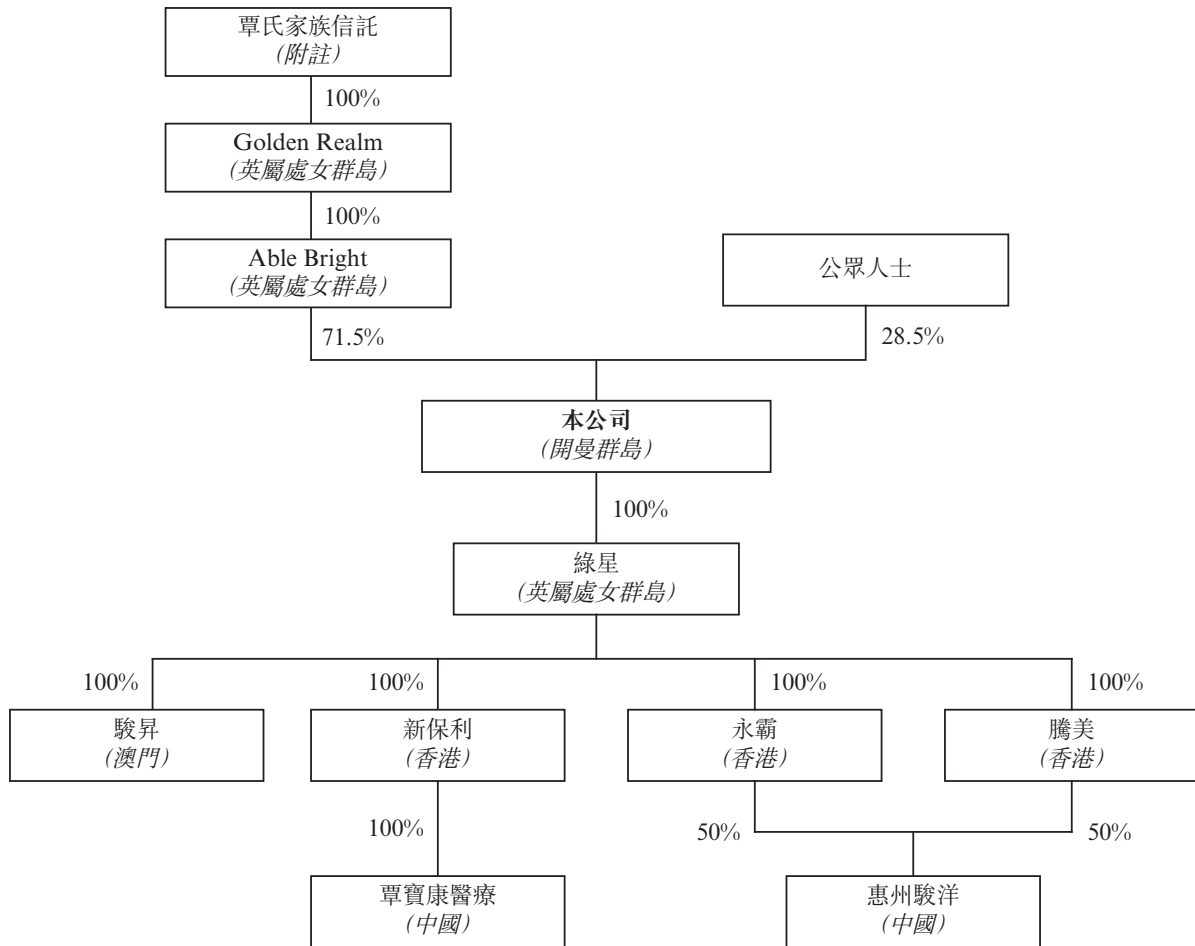 覃氏家族信託
(附註)
100%
Golden Realm
(英屬處女群島)
100%
Able Bright
(英屬處女群島)
公眾人士
71.5%
28.5%
本公司
(開曼群島)
100%
綠星
(英屬處女群島)
100%
100%
100%
100%
駿昇
(澳門)
新保利
(香港)
永霸
(香港)
騰美
(香港)
100%
50%
50%
覃寶康醫療
(中國)
惠州駿洋
(中國)